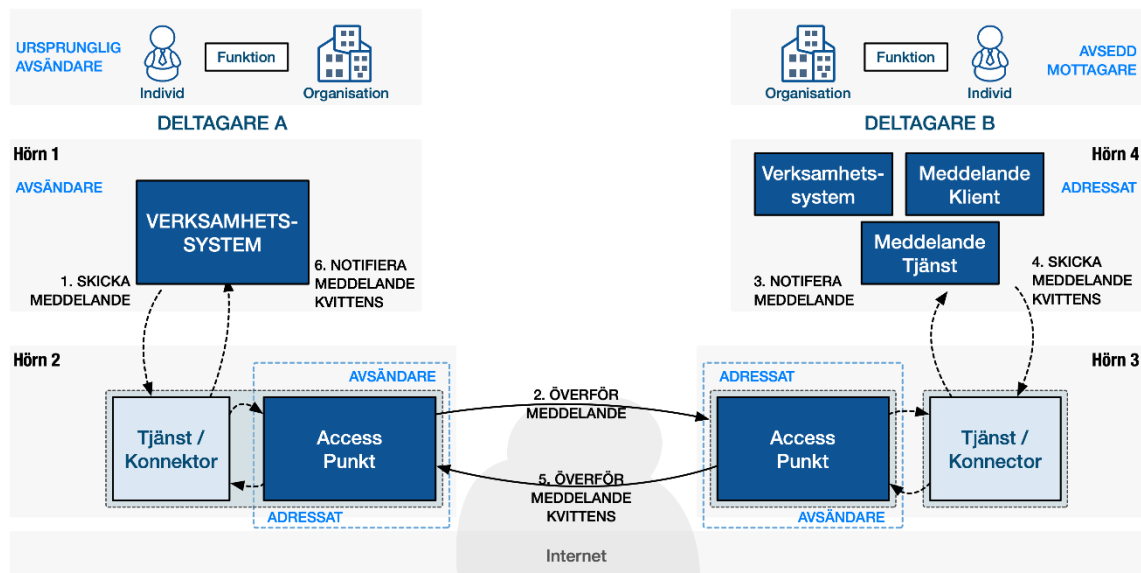 URSPRUNGLIG
AVSÄNDARE
Individ
Funktion
Organisation
DELTAGARE A
Organisation
Funktion
Individ
AVSEDD
MOTTAGARE
DELTAGARE B
Hörn 1
AVSÄNDARE
VERKSAMHETS-
SYSTEM
1. SKICKA
MEDDELANDE
6. NOTIFIERA
MEDDELANDE
KVITTENS
Hörn 4
ADRESSAT
Verksamhets-
system
Meddelande
Klient
Meddelande
Tjänst
3. NOTIFERA
MEDDELANDE
4. SKICKA
MEDDELANDE
KVITTENS
Hörn 2
AVSÄNDARE
Tjänst /
Konnektor
Access
Punkt
ADRESSAT
2. ÖVERFÖR
MEDDELANDE
5. ÖVERFÖR
MEDDELANDE
KVITTENS
Hörn 3
ADRESSAT
Access
Punkt
Tjänst /
Konnector
AVSÄNDARE
Internet